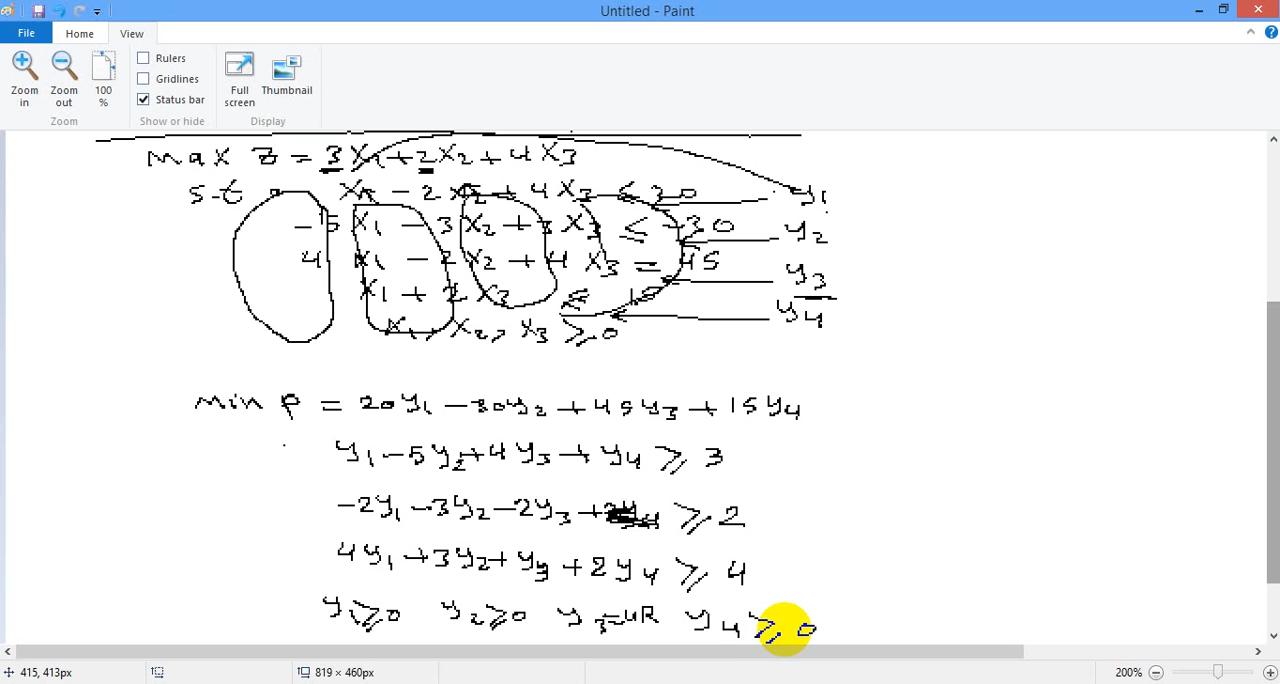 Untitled - Paint
File Home View
Zoom in
Zoom out
100 %
Rulers
Gridlines
Status bar
Full screen
Thumbnail
Zoom
Show or hide
Display
Max Z = 3X1 + 2X2 + 4X3
S.t X1 - 2X2 + 4X3 ≤ 20 y1
-5X1 - 3X2 + 3X3 ≤ -30 y2
4X1 - 2X2 + 4X3 = 45 y3
X1 + 2X3 ≤ 15 y4
X1, X2, X3 ≥ 0
min P = 20y1 - 30y2 + 45y3 + 15y4
y1 - 5y2 + 4y3 + y4 ≥ 3
-2y1 - 3y2 - 2y3 ≥ 2
4y1 + 3y2 + y3 + 2y4 ≥ 4
y1 ≥ 0 y2 ≥ 0 y3 = UR y4 ≥ 0
415, 413px
819 × 460px
200%